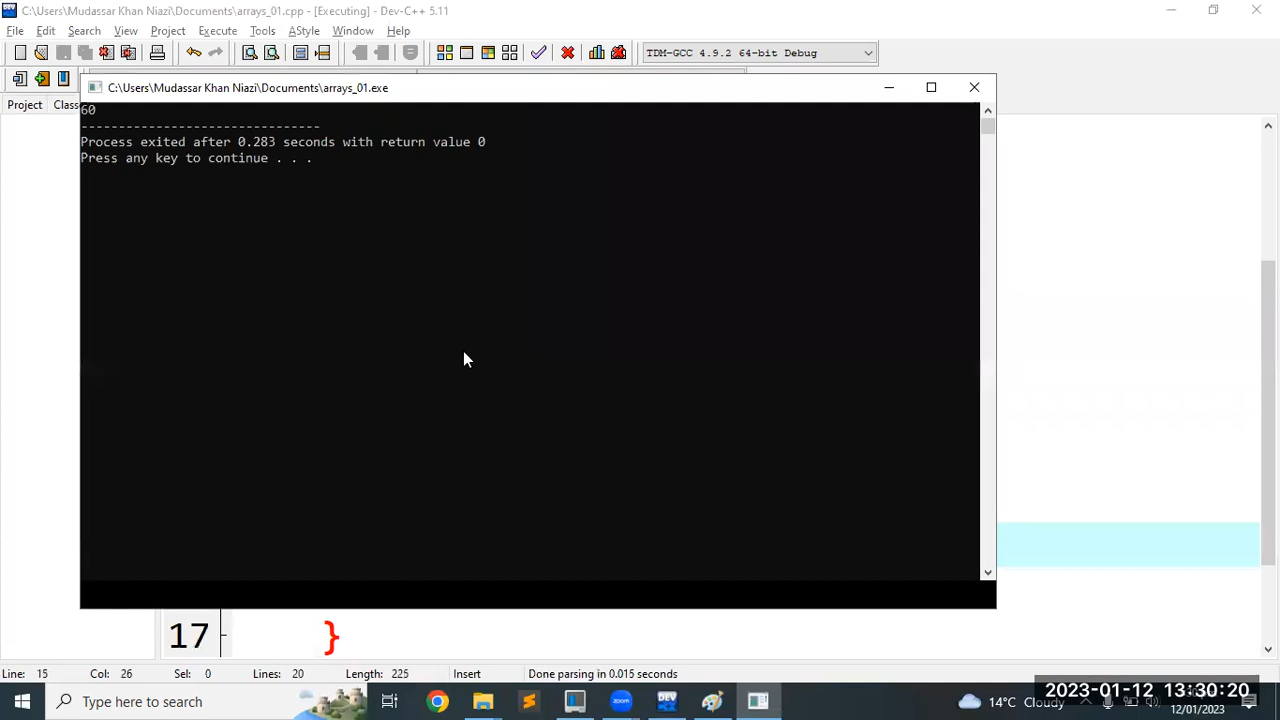 C:\Users\Mudassar Khan Niazi\Documents\arrays_01.cpp - [Executing] - Dev-C++ 5.11
File Edit Search View Project Execute Tools AStyle Window Help
TDM-GCC 4.9.2 64-bit Debug
C:\Users\Mudassar Khan Niazi\Documents\arrays_01.exe
Project Class
60
--------------------------------
Process exited after 0.283 seconds with return value 0
Press any key to continue . . .
17 }
Line: 15 Col: 26 Sel: 0 Lines: 20 Length: 225 Insert Done parsing in 0.015 seconds
Type here to search
zoom
DEV
14°C Cloudy
2023-01-12 13:30:20
12/01/2023